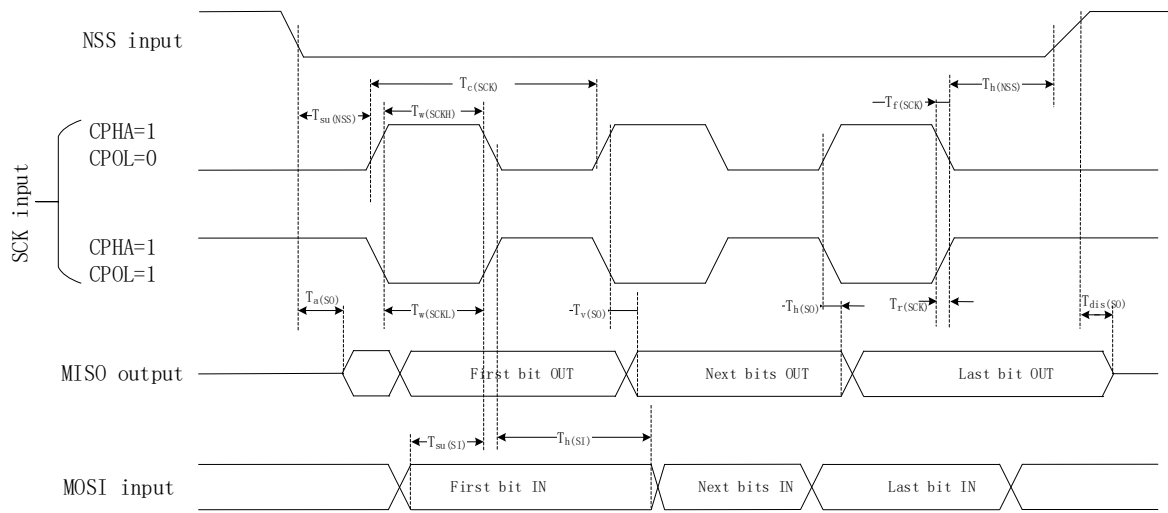 NSS input
Tc(SCK)
Th(NSS)
Tf(SCK)
Tsu(NSS)
Tw(SCKH)
SCK input
CPHA=1
CPOL=0
CPHA=1
CPOL=1
Ta(SO)
Tw(SCKL)
Tv(SO)
Th(SO)
Tr(SCK)
Tdis(SO)
MISO output
First bit OUT
Next bits OUT
Last bit OUT
Tsu(SI)
Th(SI)
MOSI input
First bit IN
Next bits IN
Last bit IN